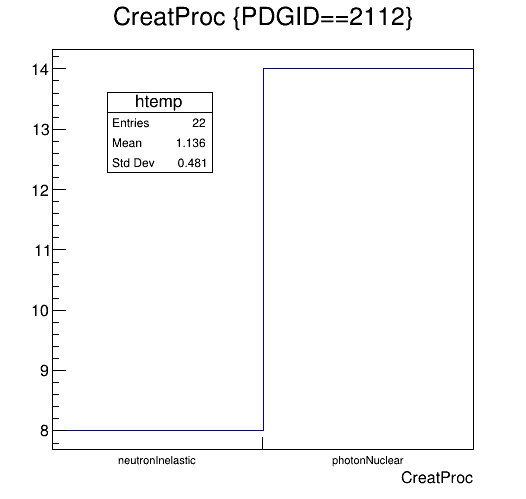 CreatProc {PDGID==2112}
14
htemp
Entries 22
Mean 1.136
Std Dev 0.481
13
12
11
10
9
8
neutronInelastic photonNuclear
CreatProc